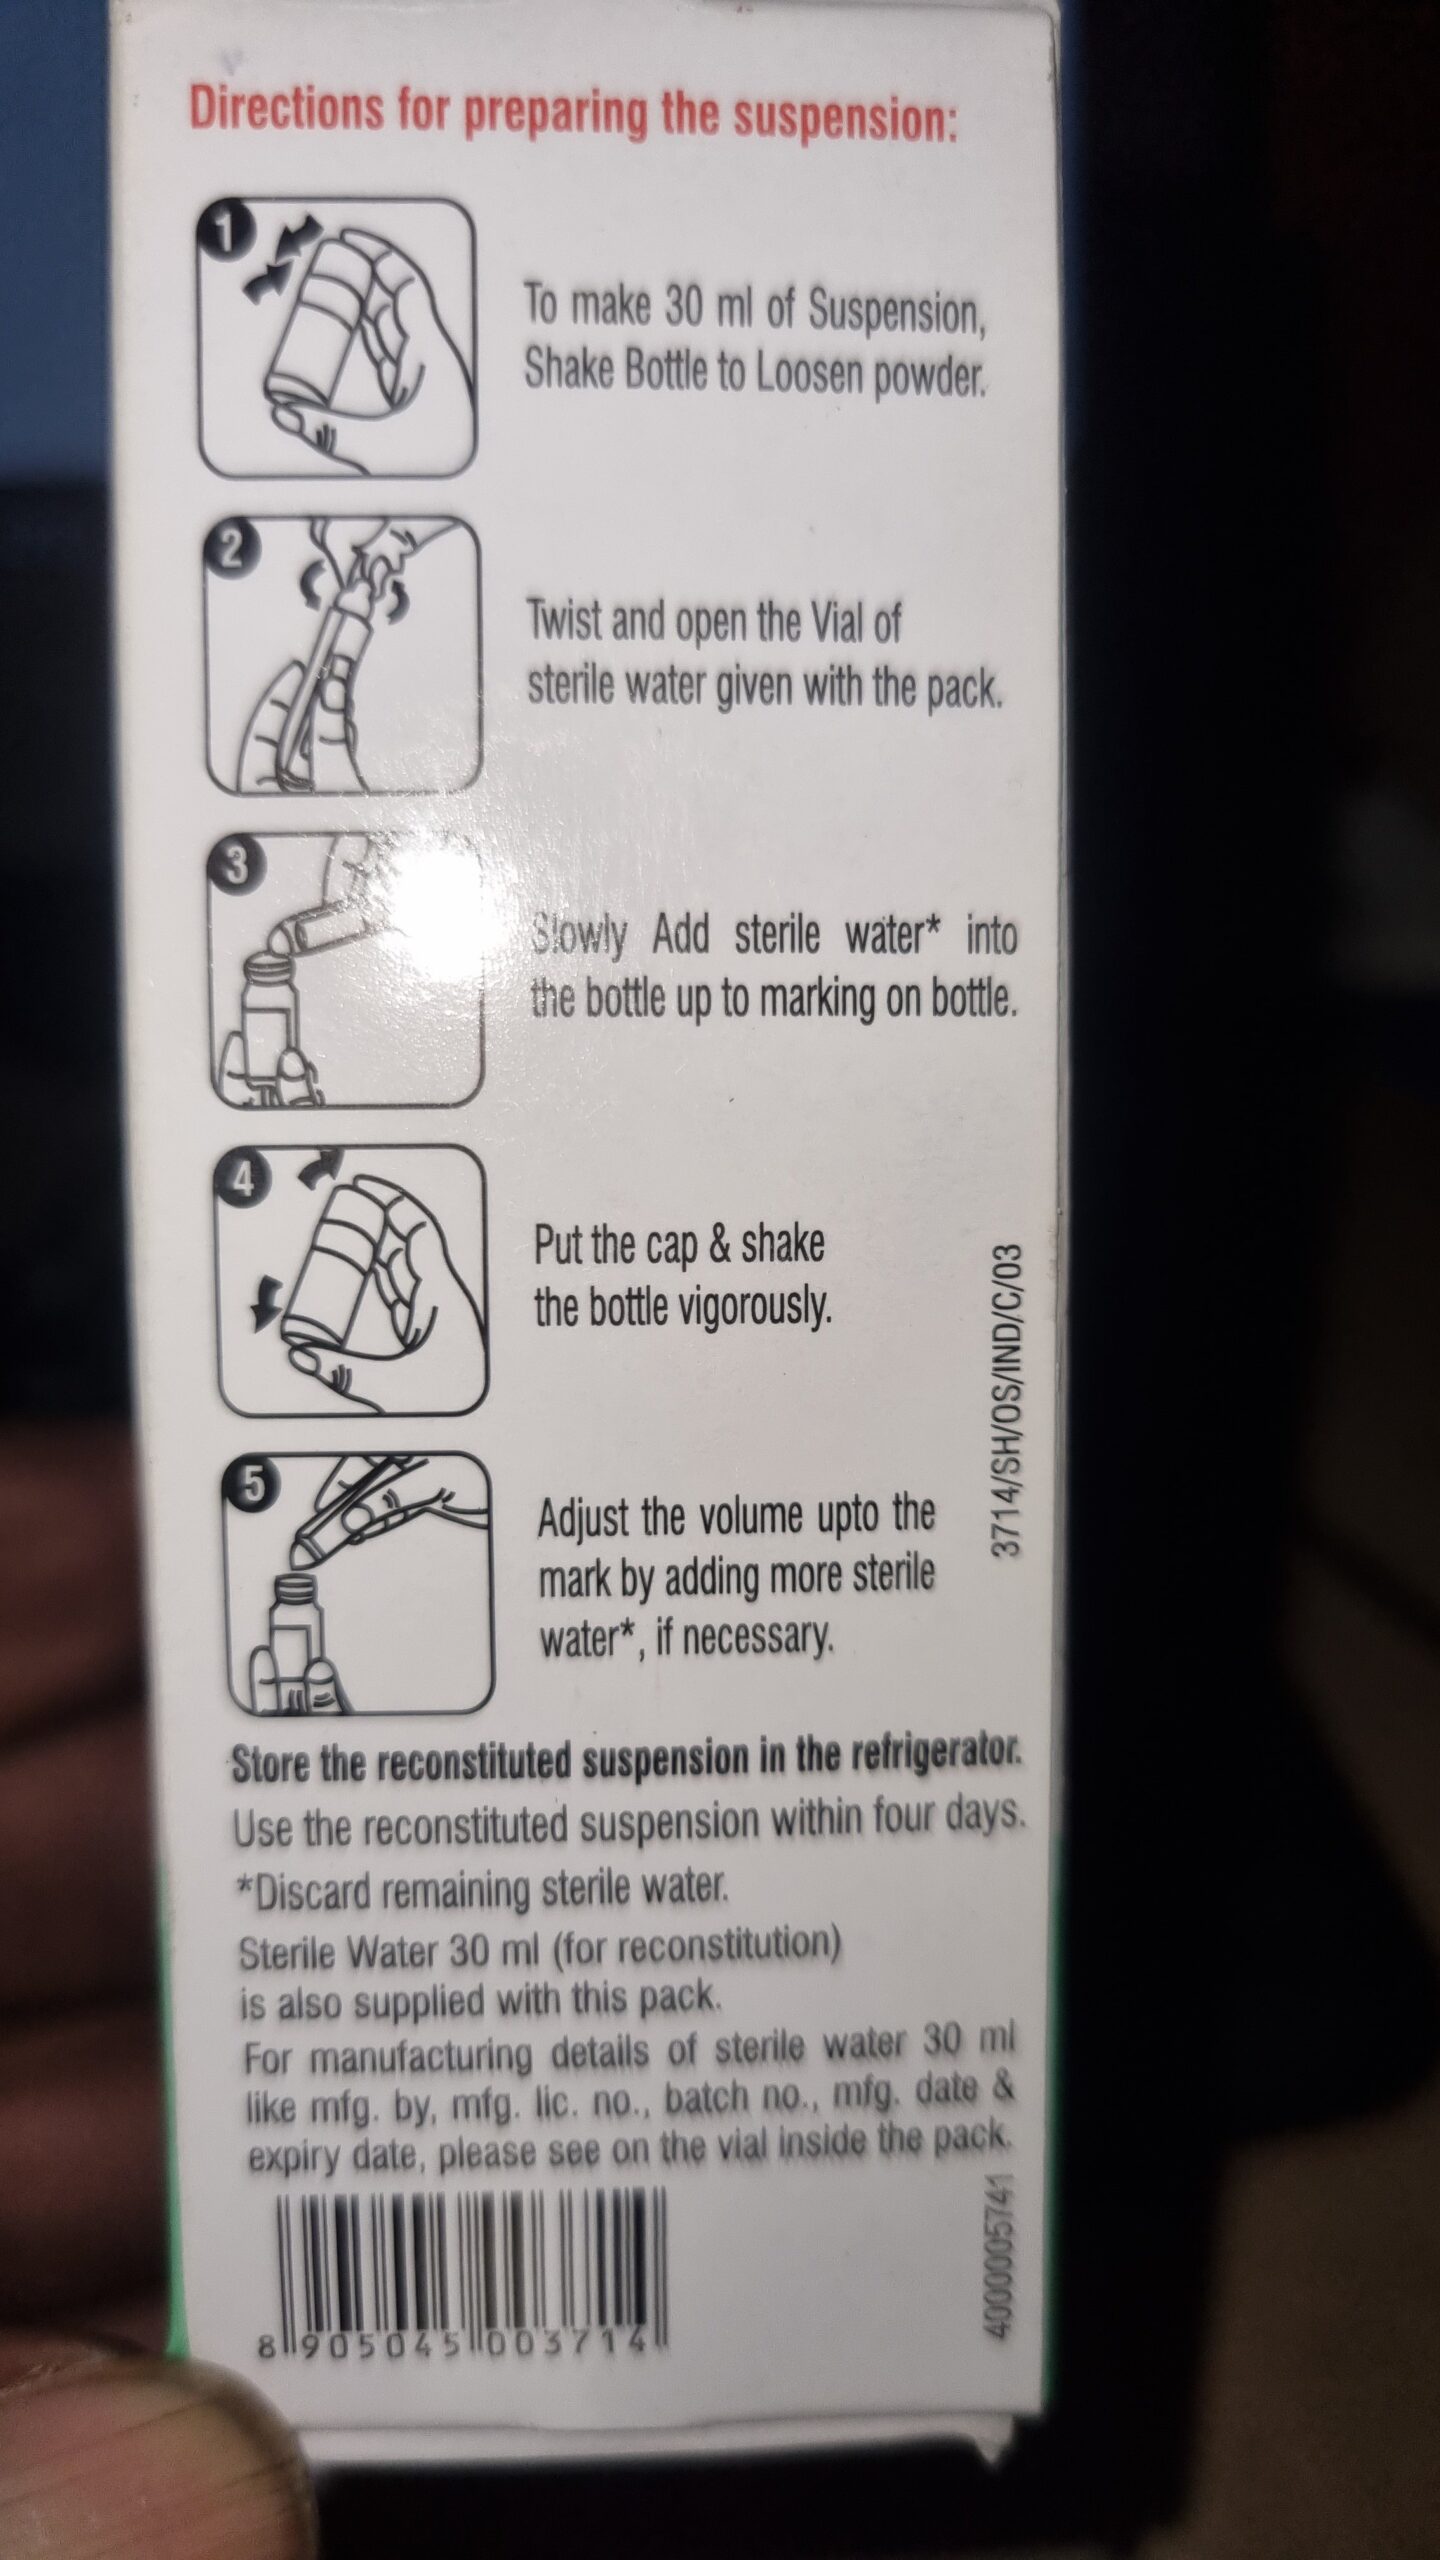 Directions for preparing the suspension:
1
To make 30 ml of Suspension,
Shake Bottle to Loosen powder.
2
Twist and open the Vial of
sterile water given with the pack.
3
Slowly Add sterile water* into
the bottle up to marking on bottle.
4
Put the cap & shake
the bottle vigorously.
5
Adjust the volume upto the
mark by adding more sterile
water*, if necessary.
3714/SH/OS/IND/C/03
Store the reconstituted suspension in the refrigerator.
Use the reconstituted suspension within four days.
*Discard remaining sterile water.
Sterile Water 30 ml (for reconstitution)
is also supplied with this pack.
For manufacturing details of sterile water 30 ml
like mfg. by, mfg. lic. no., batch no., mfg. date &
expiry date, please see on the vial inside the pack.
8 905045 003714
4000005741